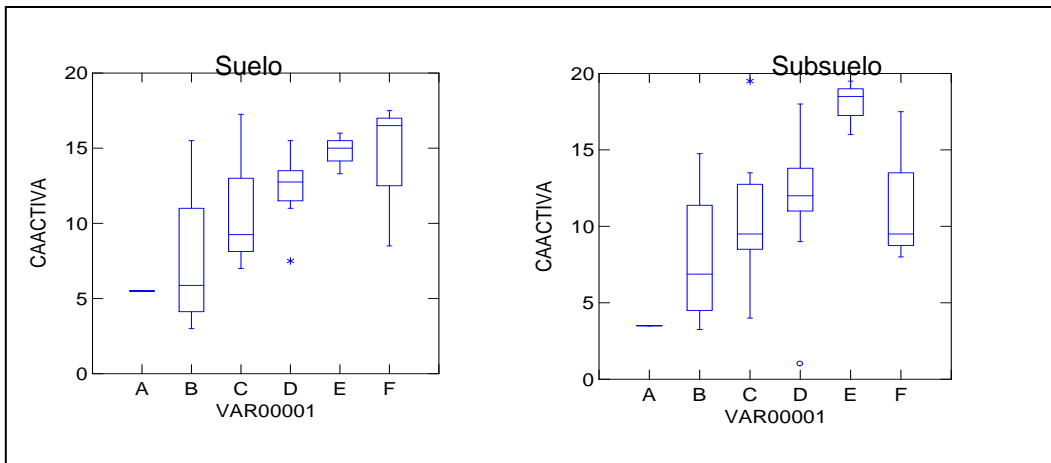 Suelo
20
15
10
5
0
CAACTIVA
A B C D E F
VAR00001
Subsuelo
20
15
10
5
0
CAACTIVA
A B C D E F
VAR00001